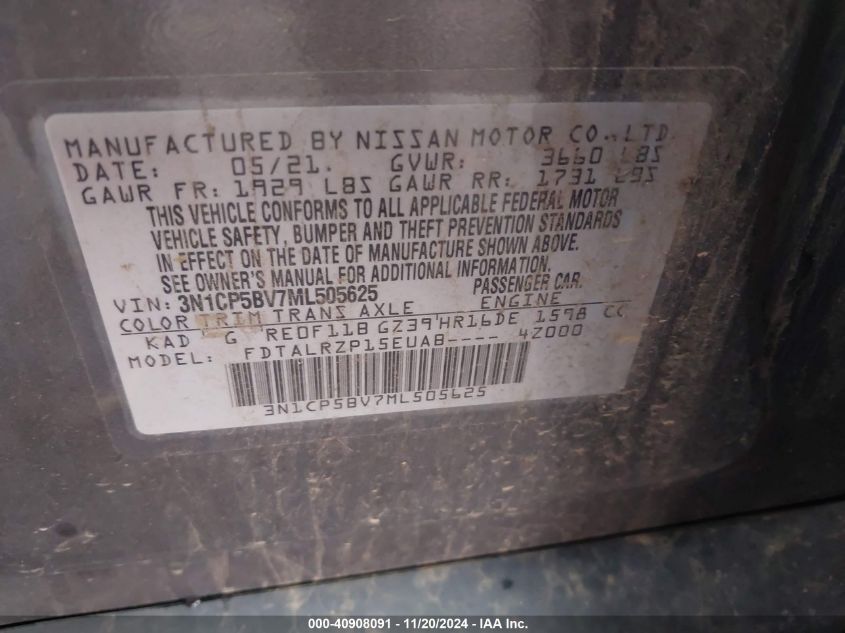 MANUFACTURED BY NISSAN MOTOR CO., LTD.
DATE: 05/21. GVWR: 3660 LBS
GAWR FR: 1929 LBS GAWR RR: 1731 LBS
THIS VEHICLE CONFORMS TO ALL APPLICABLE FEDERAL MOTOR
VEHICLE SAFETY, BUMPER AND THEFT PREVENTION STANDARDS
IN EFFECT ON THE DATE OF MANUFACTURE SHOWN ABOVE.
SEE OWNER'S MANUAL FOR ADDITIONAL INFORMATION.
VIN: 3N1CP5BV7ML505625 PASSENGER CAR.
COLOR TRIM TRANS AXLE ENGINE
KAD G RE0F11B GZ39 HR16DE 1598 CC
MODEL: FDTALRZP15EUAB---- 4Z000
3N1CP5BV7ML505625
000-40908091 - 11/20/2024 - IAA Inc.